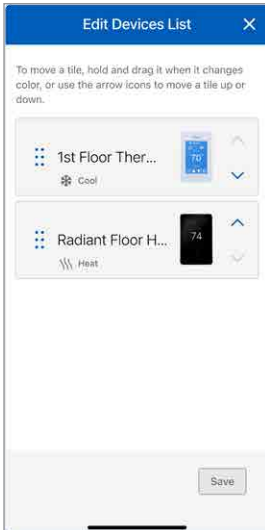 Edit Devices List
To move a tile, hold and drag it when it changes
color, or use the arrow icons to move a tile up or
down.
1st Floor Ther...
70
Cool
Radiant Floor H...
74
Heat
Save